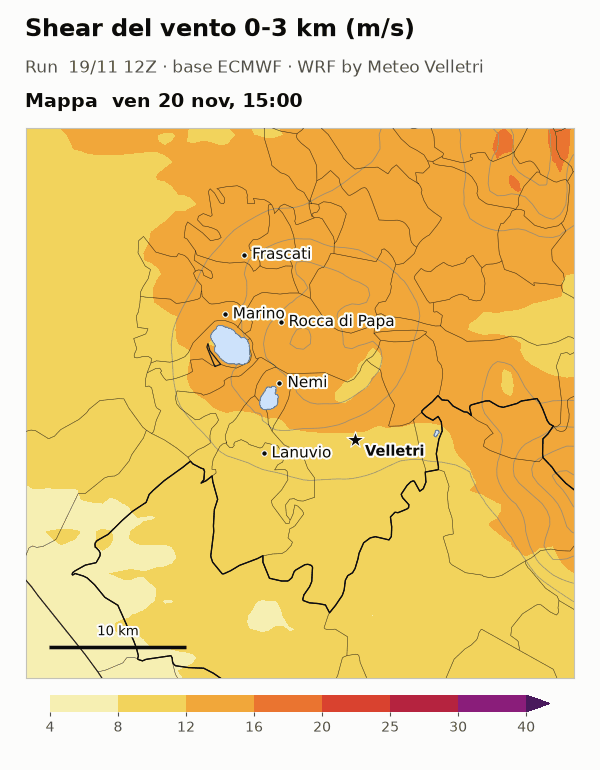 Shear del vento 0-3 km (m/s)
Run  19/11 12Z · base ECMWF · WRF by Meteo Velletri
Mappa  ven 20 nov, 15:00
Frascati
Marino
Rocca di Papa
Nemi
Velletri
Lanuvio
10 km
4 8 12 16 20 25 30 40